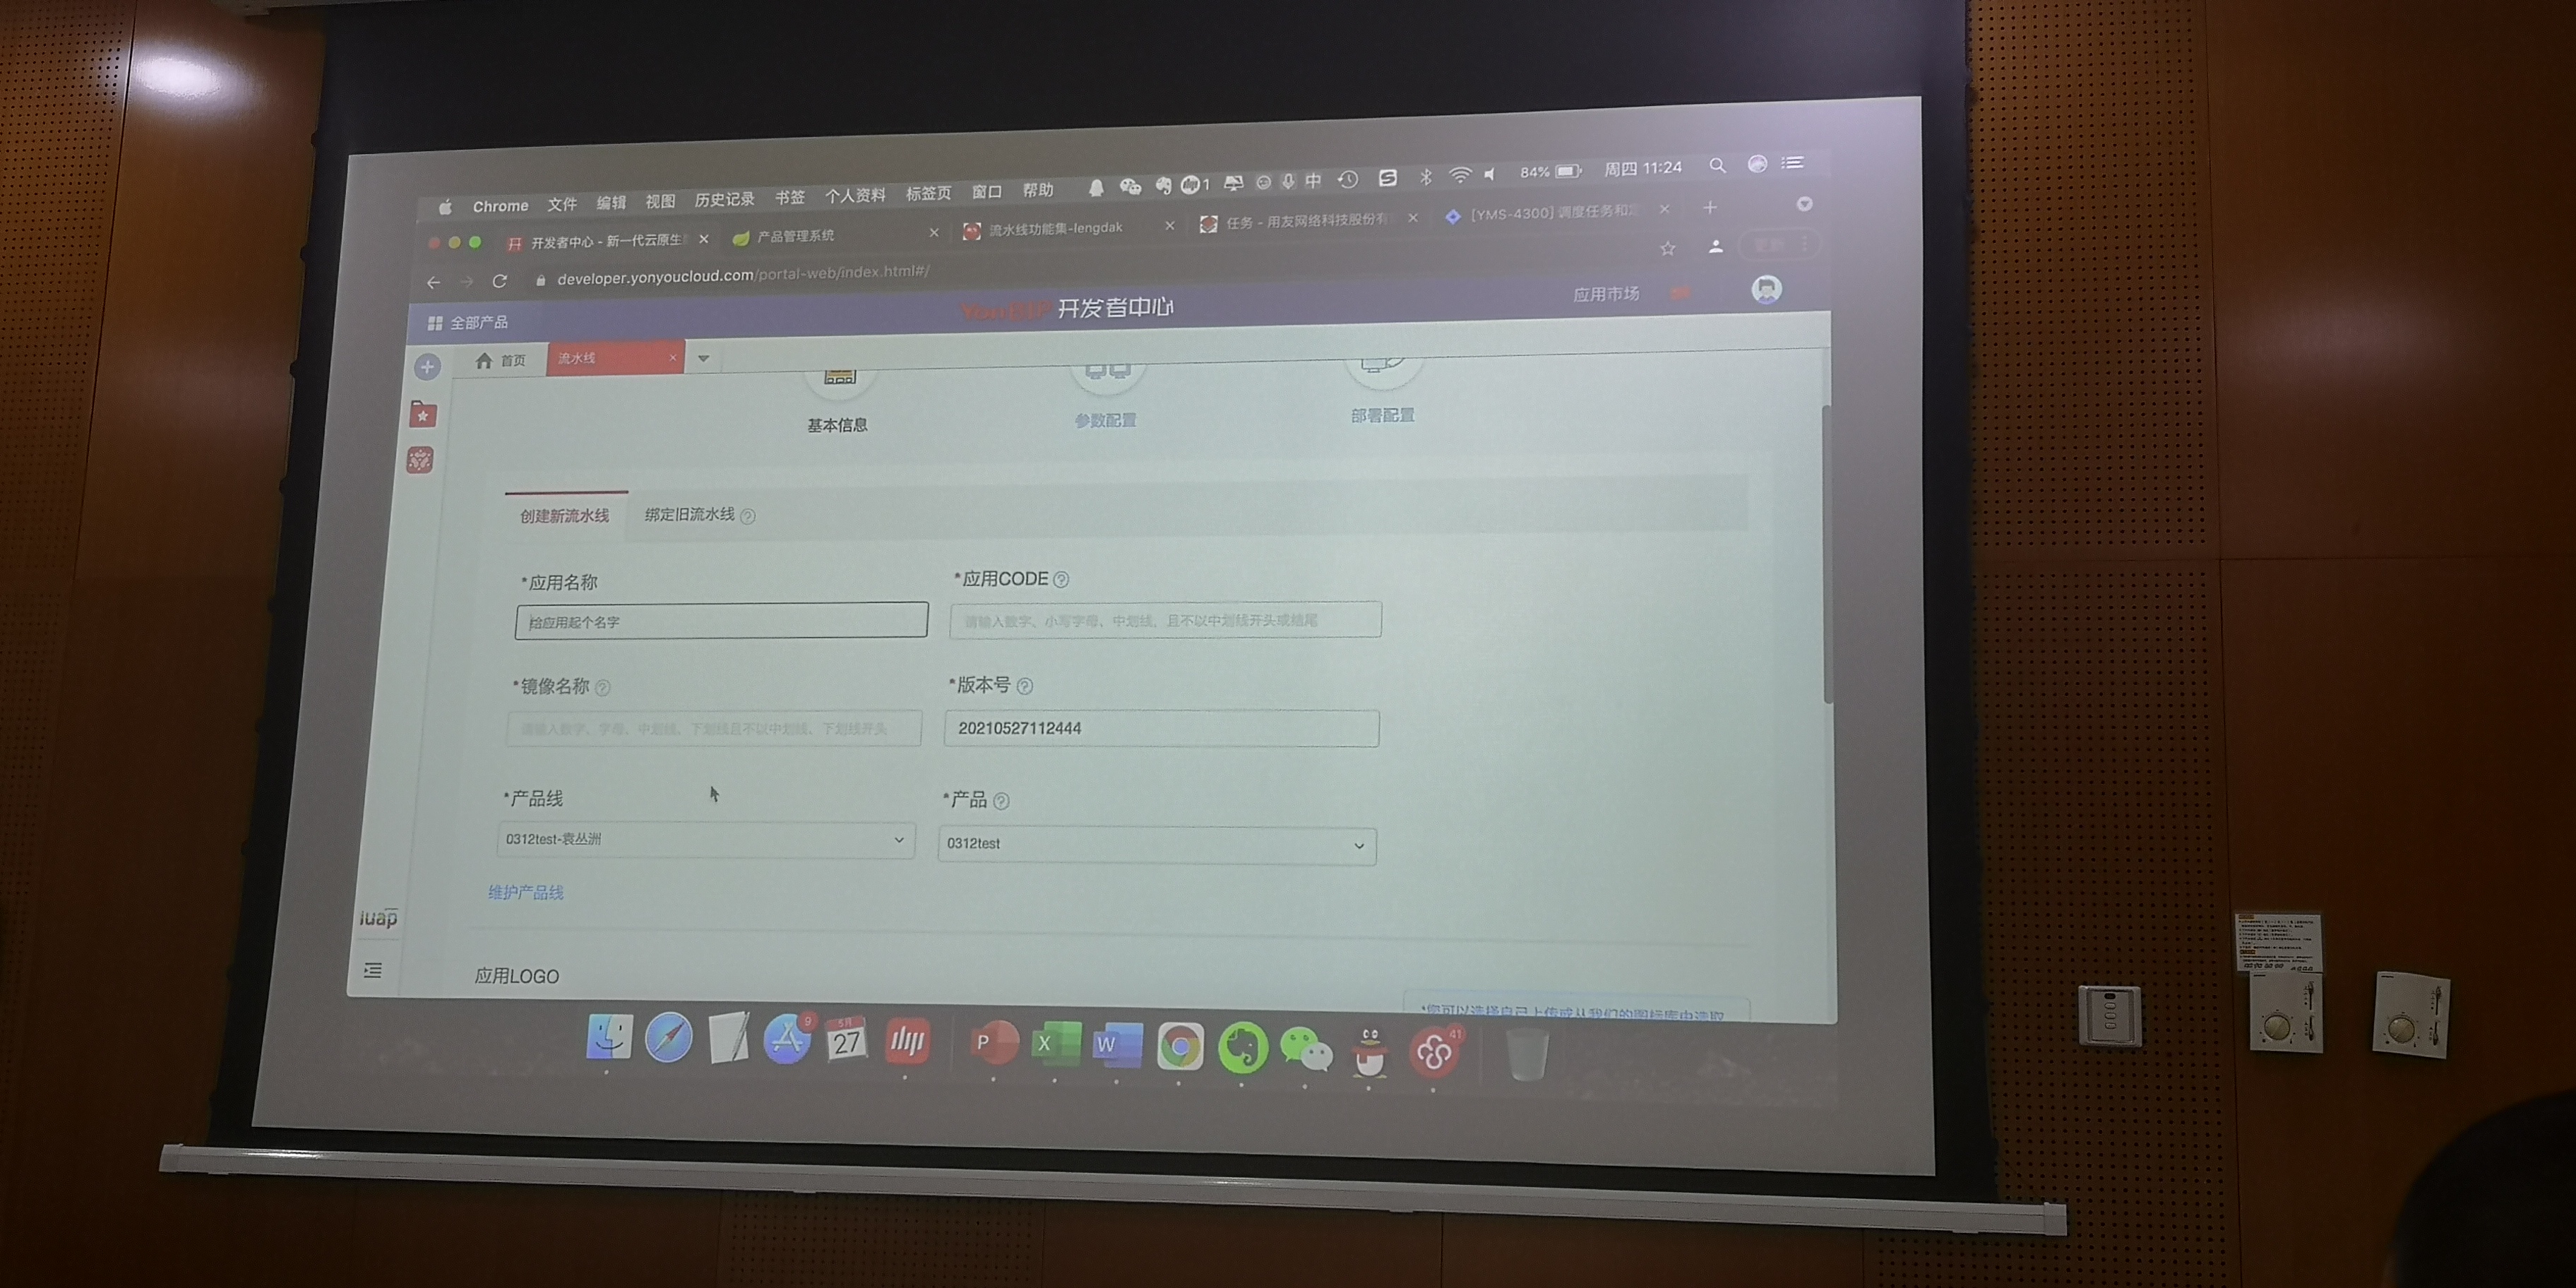 Chrome 文件 编辑 视图 历史记录 书签 个人资料 标签页 窗口 帮助 1 中 84% 周四 11:24
开发者中心 - 新一代云原生 产品管理系统 流水线功能集-lengdak 任务 - 用友网络科技股份有 [YMS-4300] 调度任务和
developer.yonyoucloud.com/portal-web/index.html#/
全部产品 YonBIP 开发者中心 应用市场
首页 流水线
基本信息 参数配置 部署配置
创建新流水线 绑定旧流水线
*应用名称 *应用CODE
给应用起个名字 请输入数字、小写字母、中划线，且不以中划线开头或结尾
*镜像名称 *版本号
请输入数字、字母、中划线、下划线且不以中划线、下划线开头 20210527112444
*产品线 *产品
0312test-袁丛洲 0312test
维护产品线
iuap
应用LOGO
*您可以选择自己上传或从我们的图标库中选取
9 5月 27 P X W 41